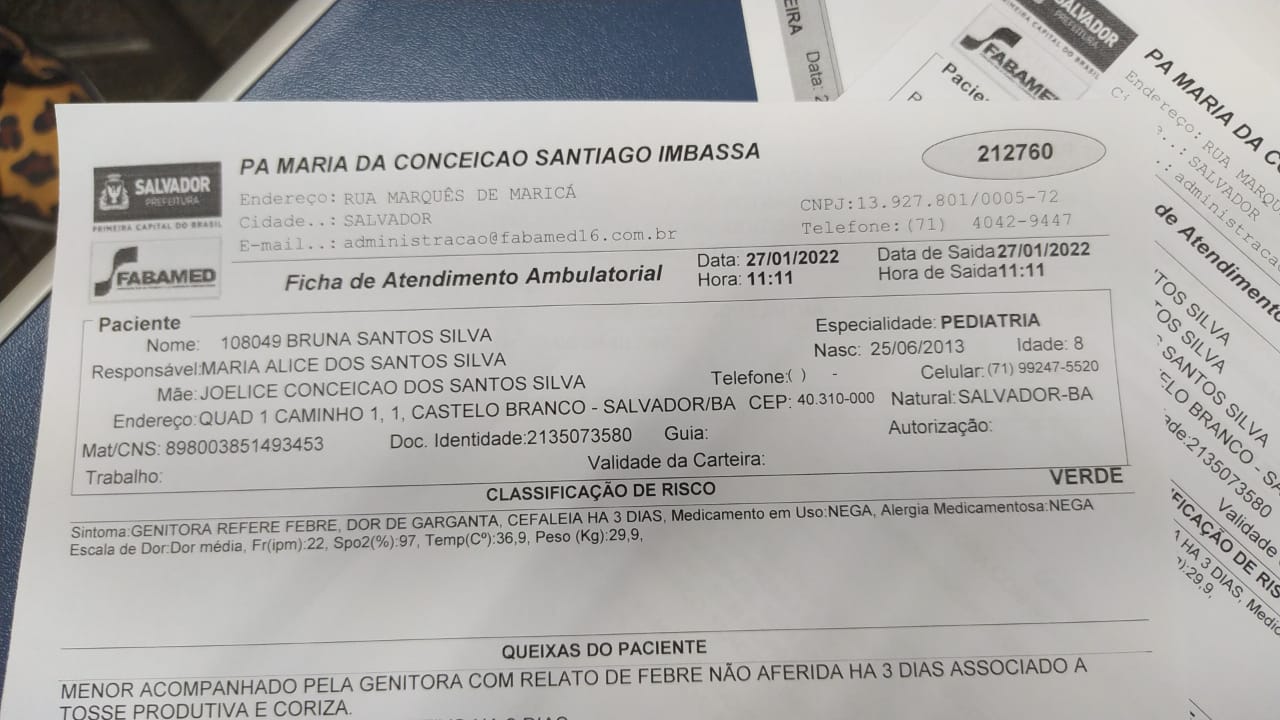 SALVADOR
PREFEITURA
PRIMEIRA CAPITAL DO BRASIL
FABAMED
PA MARIA DA CONCEICAO SANTIAGO IMBASSA
212760
Endereço: RUA MARQUÊS DE MARICÁ
Cidade..: SALVADOR
E-mail..: administracao@fabamed16.com.br
CNPJ:13.927.801/0005-72
Telefone: (71) 4042-9447
Ficha de Atendimento Ambulatorial
Data: 27/01/2022 Data de Saida 27/01/2022
Hora: 11:11 Hora de Saida 11:11
Paciente
Nome: 108049 BRUNA SANTOS SILVA Especialidade: PEDIATRIA
Responsável: MARIA ALICE DOS SANTOS SILVA Nasc: 25/06/2013 Idade: 8
Mãe: JOELICE CONCEICAO DOS SANTOS SILVA Telefone:( ) - Celular: (71) 99247-5520
Endereço: QUAD 1 CAMINHO 1, 1, CASTELO BRANCO - SALVADOR/BA CEP: 40.310-000 Natural: SALVADOR-BA
Mat/CNS: 898003851493453 Doc. Identidade:2135073580 Guia: Autorização:
Trabalho: Validade da Carteira:
CLASSIFICAÇÃO DE RISCO VERDE
Sintoma:GENITORA REFERE FEBRE, DOR DE GARGANTA, CEFALEIA HA 3 DIAS, Medicamento em Uso:NEGA, Alergia Medicamentosa:NEGA
Escala de Dor:Dor média, Fr(ipm):22, Spo2(%):97, Temp(Cº):36,9, Peso (Kg):29,9,
QUEIXAS DO PACIENTE
MENOR ACOMPANHADO PELA GENITORA COM RELATO DE FEBRE NÃO AFERIDA HA 3 DIAS ASSOCIADO A
TOSSE PRODUTIVA E CORIZA.
EIRA
Data: 2
SALVADOR
PREFEITURA
PRIMEIRA CAPITAL DO BRASIL
FABAMED
PA MARIA DA C
Endereço: RUA MARQU
SALVADOR
administrac
de Atendimento
Pacie
TOS SILVA
OS SILVA
SANTOS SILVA
ELO BRANCO - SA
ade:2135073580
Validade
FICAÇÃO DE RIS
HA 3 DIAS, Medic
):29,9,